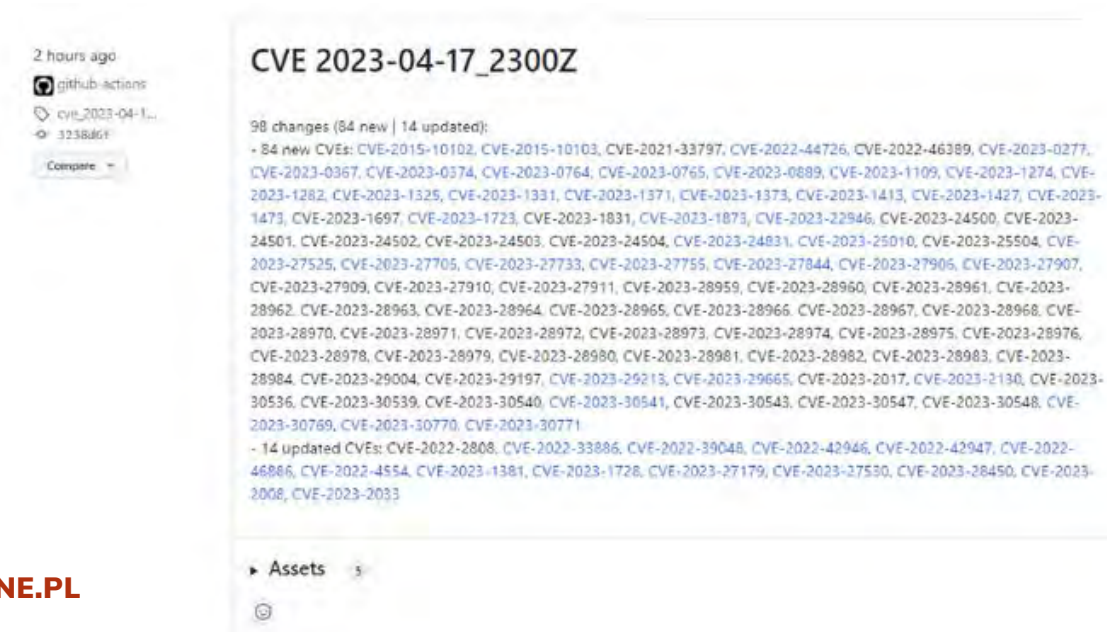 2 hours ago
github-actions
cve_2023-04-1...
3238d6f
Compare
CVE 2023-04-17_2300Z
98 changes (84 new | 14 updated):
- 84 new CVEs: CVE-2015-10102, CVE-2015-10103, CVE-2021-33797, CVE-2022-44726, CVE-2022-46389, CVE-2023-0277,
CVE-2023-0367, CVE-2023-0374, CVE-2023-0764, CVE-2023-0765, CVE-2023-0889, CVE-2023-1109, CVE-2023-1274, CVE-
2023-1282, CVE-2023-1325, CVE-2023-1331, CVE-2023-1371, CVE-2023-1373, CVE-2023-1413, CVE-2023-1427, CVE-2023-
1473, CVE-2023-1697, CVE-2023-1723, CVE-2023-1831, CVE-2023-1873, CVE-2023-22946, CVE-2023-24500, CVE-2023-
24501, CVE-2023-24502, CVE-2023-24503, CVE-2023-24504, CVE-2023-24831, CVE-2023-25010, CVE-2023-25504, CVE-
2023-27525, CVE-2023-27705, CVE-2023-27733, CVE-2023-27755, CVE-2023-27844, CVE-2023-27906, CVE-2023-27907,
CVE-2023-27909, CVE-2023-27910, CVE-2023-27911, CVE-2023-28959, CVE-2023-28960, CVE-2023-28961, CVE-2023-
28962, CVE-2023-28963, CVE-2023-28964, CVE-2023-28965, CVE-2023-28966, CVE-2023-28967, CVE-2023-28968, CVE-
2023-28970, CVE-2023-28971, CVE-2023-28972, CVE-2023-28973, CVE-2023-28974, CVE-2023-28975, CVE-2023-28976,
CVE-2023-28978, CVE-2023-28979, CVE-2023-28980, CVE-2023-28981, CVE-2023-28982, CVE-2023-28983, CVE-2023-
28984, CVE-2023-29004, CVE-2023-29197, CVE-2023-29213, CVE-2023-29665, CVE-2023-2017, CVE-2023-2130, CVE-2023-
30536, CVE-2023-30539, CVE-2023-30540, CVE-2023-30541, CVE-2023-30543, CVE-2023-30547, CVE-2023-30548, CVE-
2023-30769, CVE-2023-30770, CVE-2023-30771
- 14 updated CVEs: CVE-2022-2808, CVE-2022-33886, CVE-2022-39048, CVE-2022-42946, CVE-2022-42947, CVE-2022-
46886, CVE-2022-4554, CVE-2023-1381, CVE-2023-1728, CVE-2023-27179, CVE-2023-27530, CVE-2023-28450, CVE-2023-
2008, CVE-2023-2033
Assets 5
NE.PL